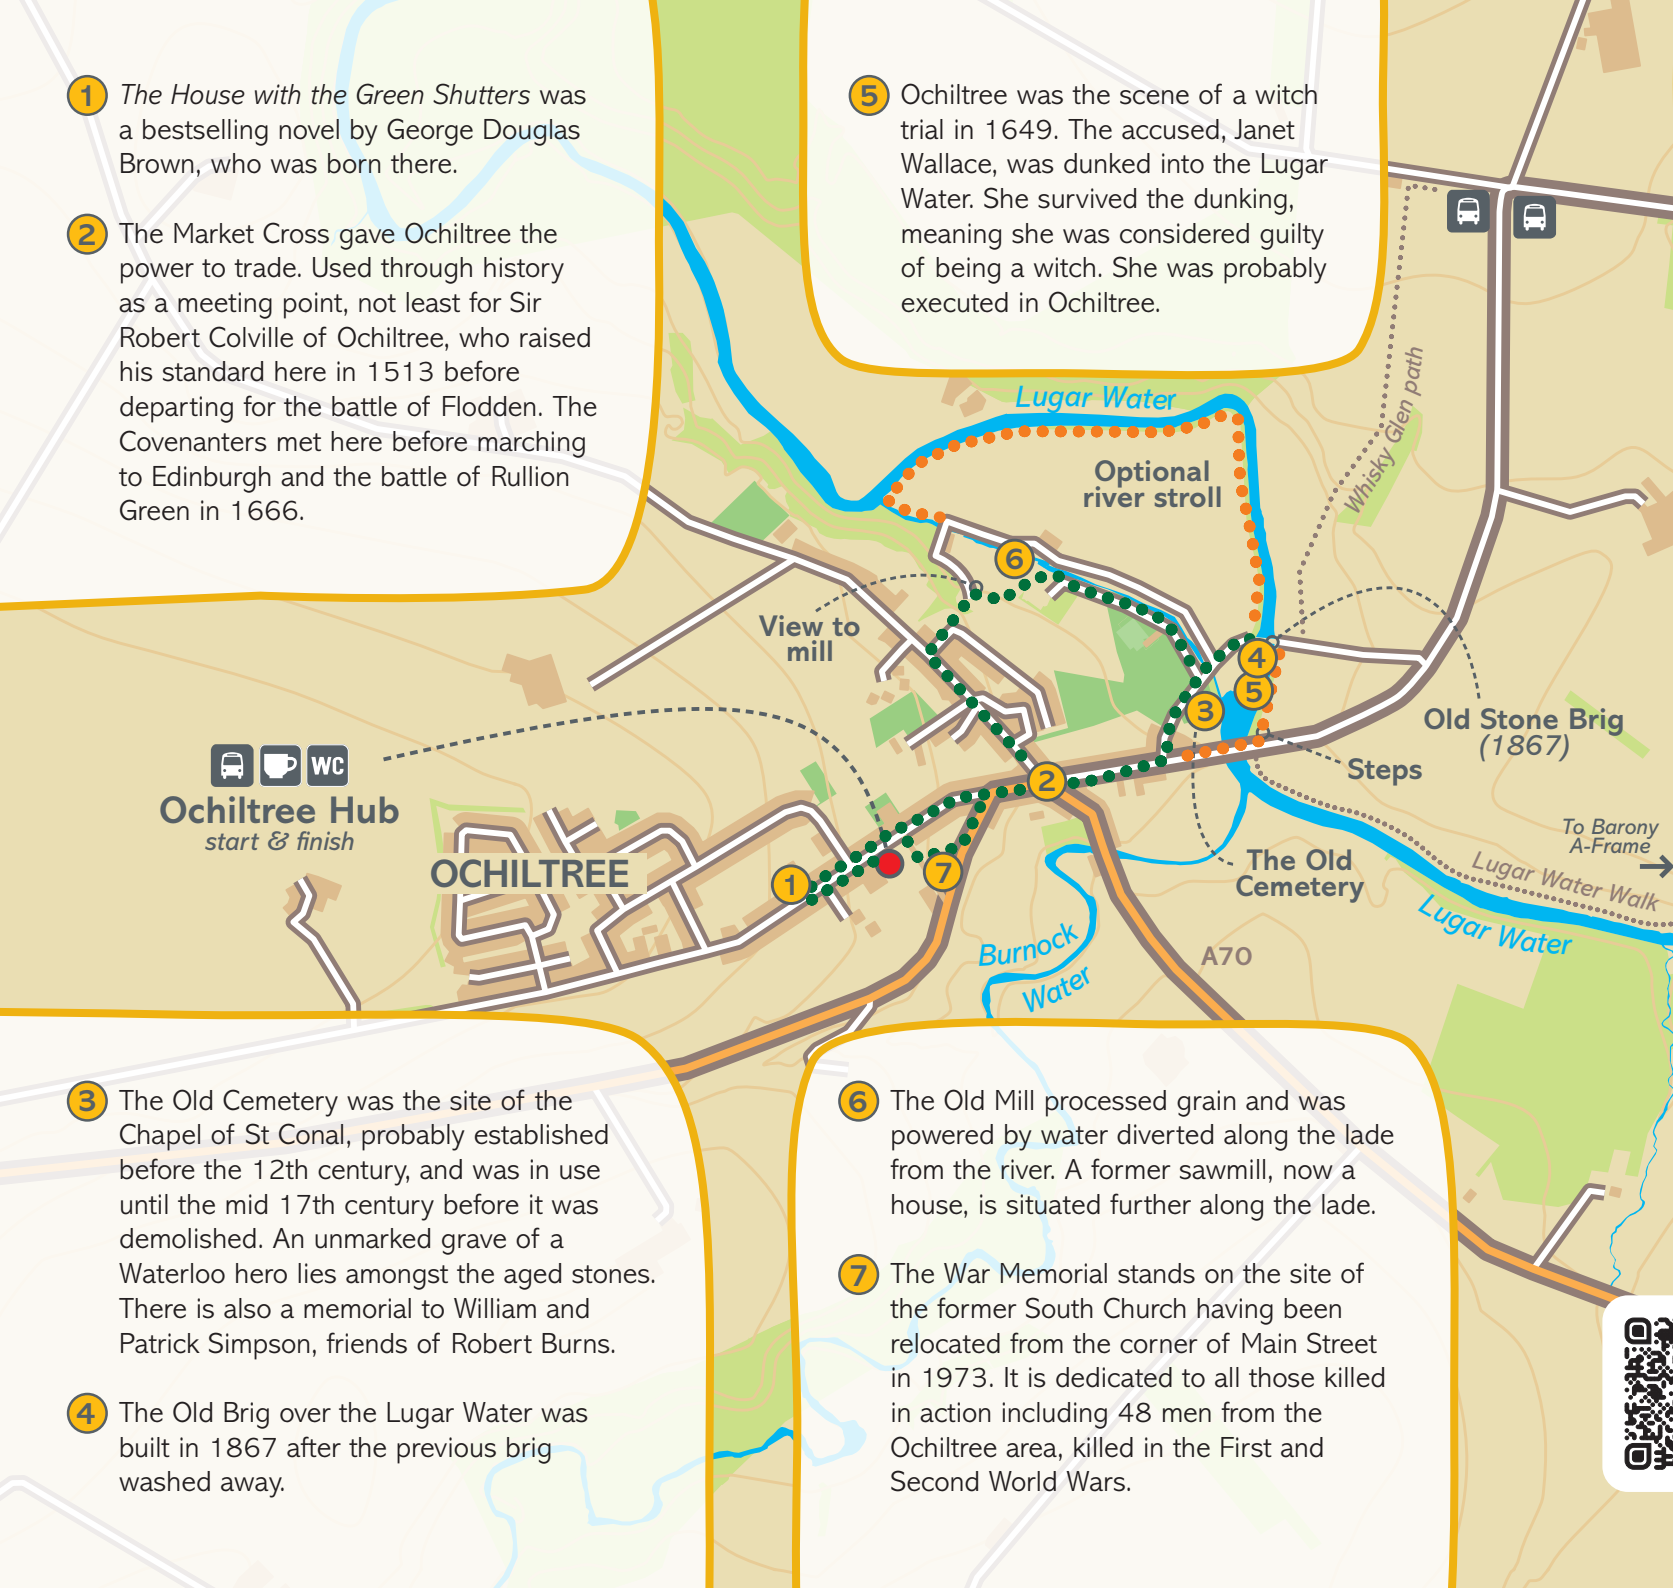 1 The House with the Green Shutters was
a bestselling novel by George Douglas
Brown, who was born there.
2 The Market Cross gave Ochiltree the
power to trade. Used through history
as a meeting point, not least for Sir
Robert Colville of Ochiltree, who raised
his standard here in 1513 before
departing for the battle of Flodden. The
Covenanters met here before marching
to Edinburgh and the battle of Rullion
Green in 1666.
5 Ochiltree was the scene of a witch
trial in 1649. The accused, Janet
Wallace, was dunked into the Lugar
Water. She survived the dunking,
meaning she was considered guilty
of being a witch. She was probably
executed in Ochiltree.
Lugar Water
Optional
river stroll
Whisky Glen path
6
View to
mill
4
5
3
Old Stone Brig
(1867)
Steps
2
WC
Ochiltree Hub
start & finish
OCHILTREE
1
7
The Old
Cemetery
To Barony
A-Frame
Lugar Water Walk
Lugar Water
Burnock
Water
A70
3 The Old Cemetery was the site of the
Chapel of St Conal, probably established
before the 12th century, and was in use
until the mid 17th century before it was
demolished. An unmarked grave of a
Waterloo hero lies amongst the aged stones.
There is also a memorial to William and
Patrick Simpson, friends of Robert Burns.
4 The Old Brig over the Lugar Water was
built in 1867 after the previous brig
washed away.
6 The Old Mill processed grain and was
powered by water diverted along the lade
from the river. A former sawmill, now a
house, is situated further along the lade.
7 The War Memorial stands on the site of
the former South Church having been
relocated from the corner of Main Street
in 1973. It is dedicated to all those killed
in action including 48 men from the
Ochiltree area, killed in the First and
Second World Wars.